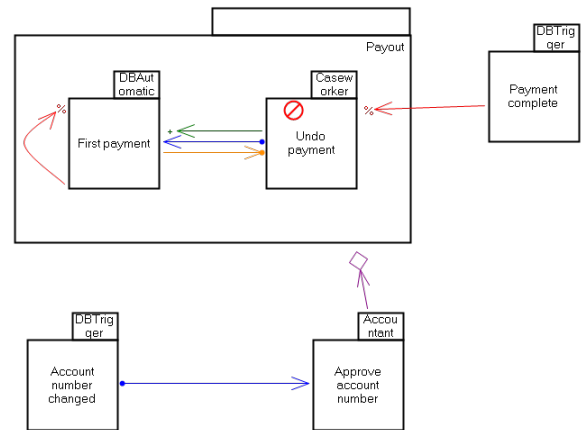 Payout
DBTrig
ger
Payment
complete
DBAut
omatic
%
First payment
+
Casew
orker
Undo
payment
%
DBTrig
ger
Account
number
changed
Accou
ntant
Approve
account
number